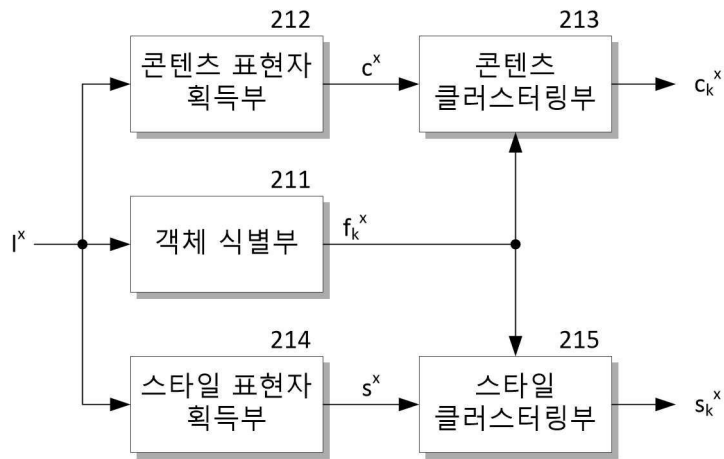 212
콘텐츠 표현자
획득부
c^x
213
콘텐츠
클러스터링부
c_k^x
I^x
211
객체 식별부
f_k^x
214
스타일 표현자
획득부
s^x
215
스타일
클러스터링부
s_k^x